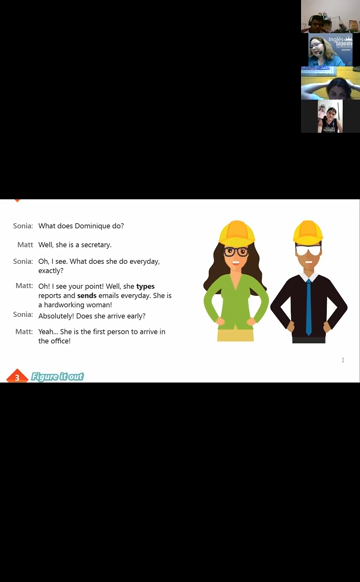 Sonia: What does Dominique do?
Matt Well, she is a secretary.
Sonia: Oh, I see. What does she do everyday,
exactly?
Matt: Oh! I see your point! Well, she types
reports and sends emails everyday. She is
a hardworking woman!
Sonia: Absolutely! Does she arrive early?
Matt: Yeah... She is the first person to arrive in
the office!
3 Figure it out